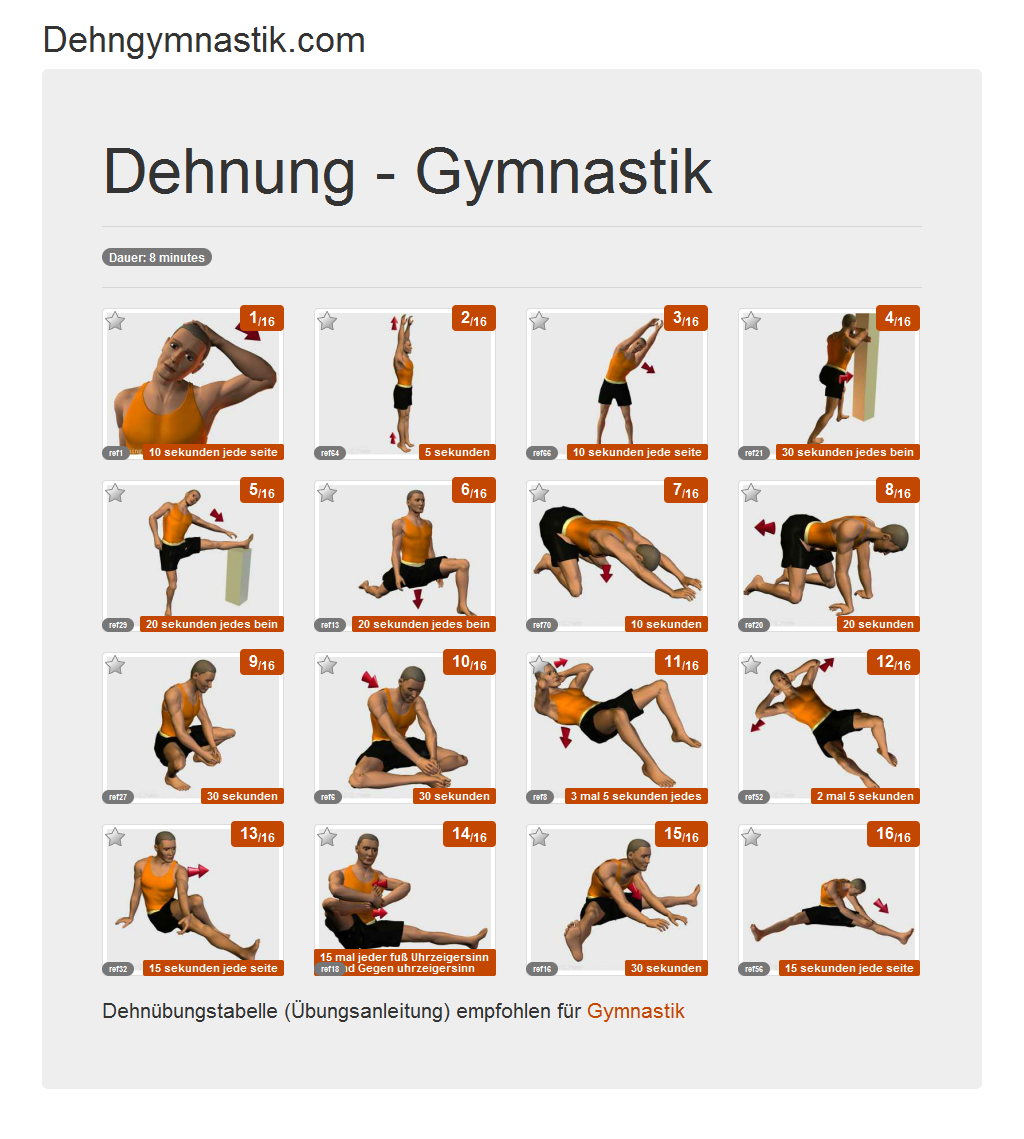 Dehngymnastik.com
Dehnung - Gymnastik
Dauer: 8 minutes
1/16
ref1
10 sekunden jede seite
2/16
ref64
5 sekunden
3/16
ref66
10 sekunden jede seite
4/16
ref21
30 sekunden jedes bein
5/16
ref29
20 sekunden jedes bein
6/16
ref13
20 sekunden jedes bein
7/16
ref70
10 sekunden
8/16
ref20
20 sekunden
9/16
ref27
30 sekunden
10/16
ref6
30 sekunden
11/16
ref8
3 mal 5 sekunden jedes
12/16
ref52
2 mal 5 sekunden
13/16
ref32
15 sekunden jede seite
14/16
15 mal jeder fuß Uhrzeigersinn
ref18
nd Gegen uhrzeigersinn
15/16
ref16
30 sekunden
16/16
ref56
15 sekunden jede seite
Dehnübungstabelle (Übungsanleitung) empfohlen für Gymnastik